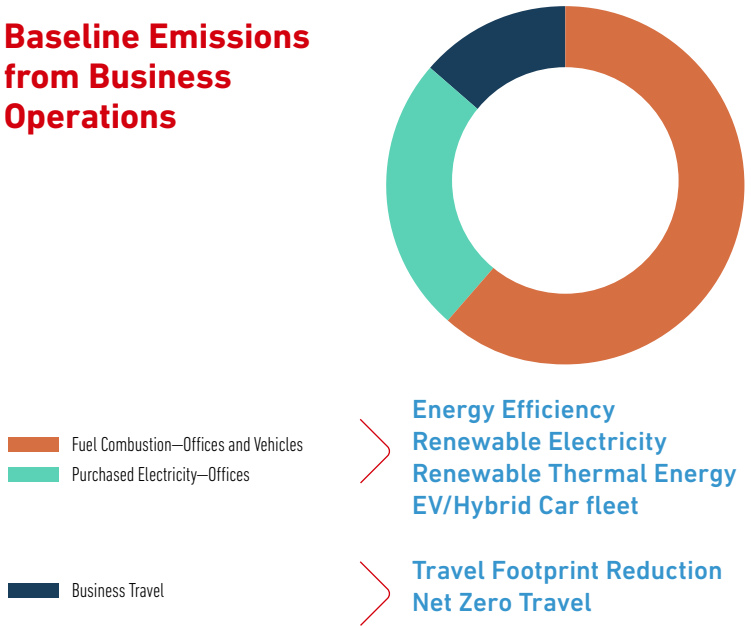 Baseline Emissions
from Business
Operations
Fuel Combustion—Offices and Vehicles
Purchased Electricity—Offices
Energy Efficiency
Renewable Electricity
Renewable Thermal Energy
EV/Hybrid Car fleet
Business Travel
Travel Footprint Reduction
Net Zero Travel